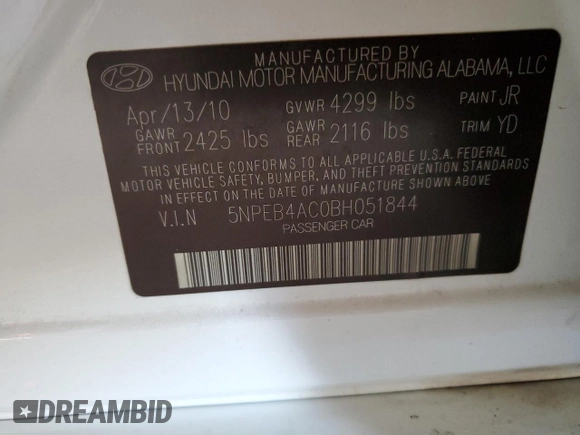 MANUFACTURED BY
HYUNDAI MOTOR MANUFACTURING ALABAMA, LLC
Apr/13/10 GVWR 4299 lbs PAINT JR
GAWR FRONT 2425 lbs GAWR REAR 2116 lbs TRIM YD
THIS VEHICLE CONFORMS TO ALL APPLICABLE U.S.A. FEDERAL
MOTOR VEHICLE SAFETY, BUMPER, AND THEFT PREVENTION STANDARDS
IN EFFECT ON THE DATE OF MANUFACTURE SHOWN ABOVE
V.I.N 5NPEB4AC0BH051844
PASSENGER CAR
DREAMBID